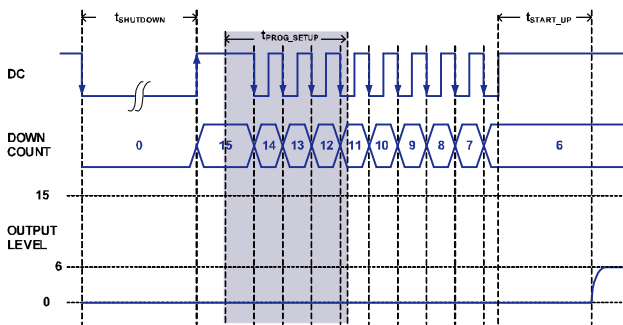 tSHUTDOWN
tSTART_UP
tPROG_SETUP
DC
DOWN
COUNT
0 15 14 13 12 11 10 9 8 7 6
15
OUTPUT
LEVEL
6
0